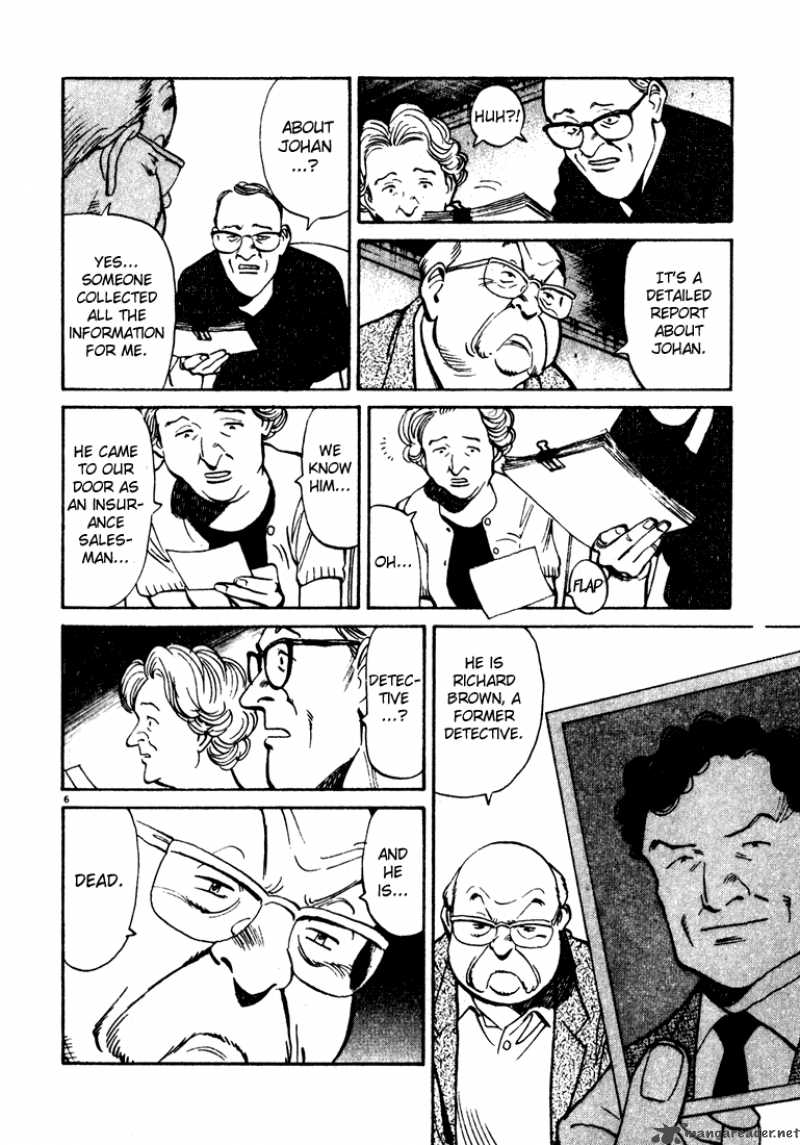 HUH?!
ABOUT
JOHAN
...?
YES...
SOMEONE
COLLECTED
ALL THE
INFORMATION
FOR ME.
IT'S A
DETAILED
REPORT
ABOUT
JOHAN.
FLAP
OH...
WE
KNOW
HIM...
HE CAME
TO OUR
DOOR AS
AN INSUR-
ANCE
SALES-
MAN...
HE IS
RICHARD
BROWN, A
FORMER
DETECTIVE.
DETEC-
TIVE
...?
6
AND
HE
IS...
DEAD.
mangareader.net